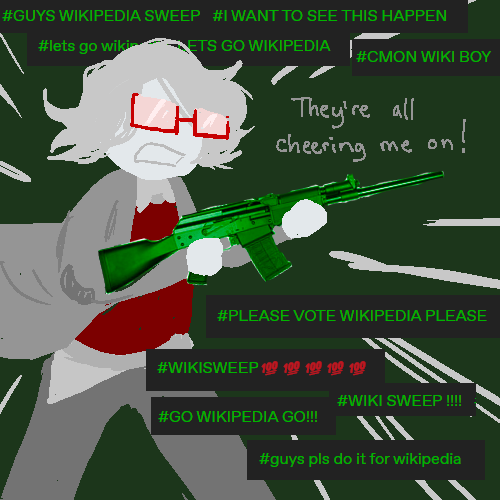 #GUYS WIKIPEDIA SWEEP #I WANT TO SEE THIS HAPPEN
#lets go wikip LETS GO WIKIPEDIA
#CMON WIKI BOY
They're all
cheering me on!
#PLEASE VOTE WIKIPEDIA PLEASE
#WIKISWEEP💯💯💯💯💯
#WIKI SWEEP !!!!
#GO WIKIPEDIA GO!!!
#guys pls do it for wikipedia